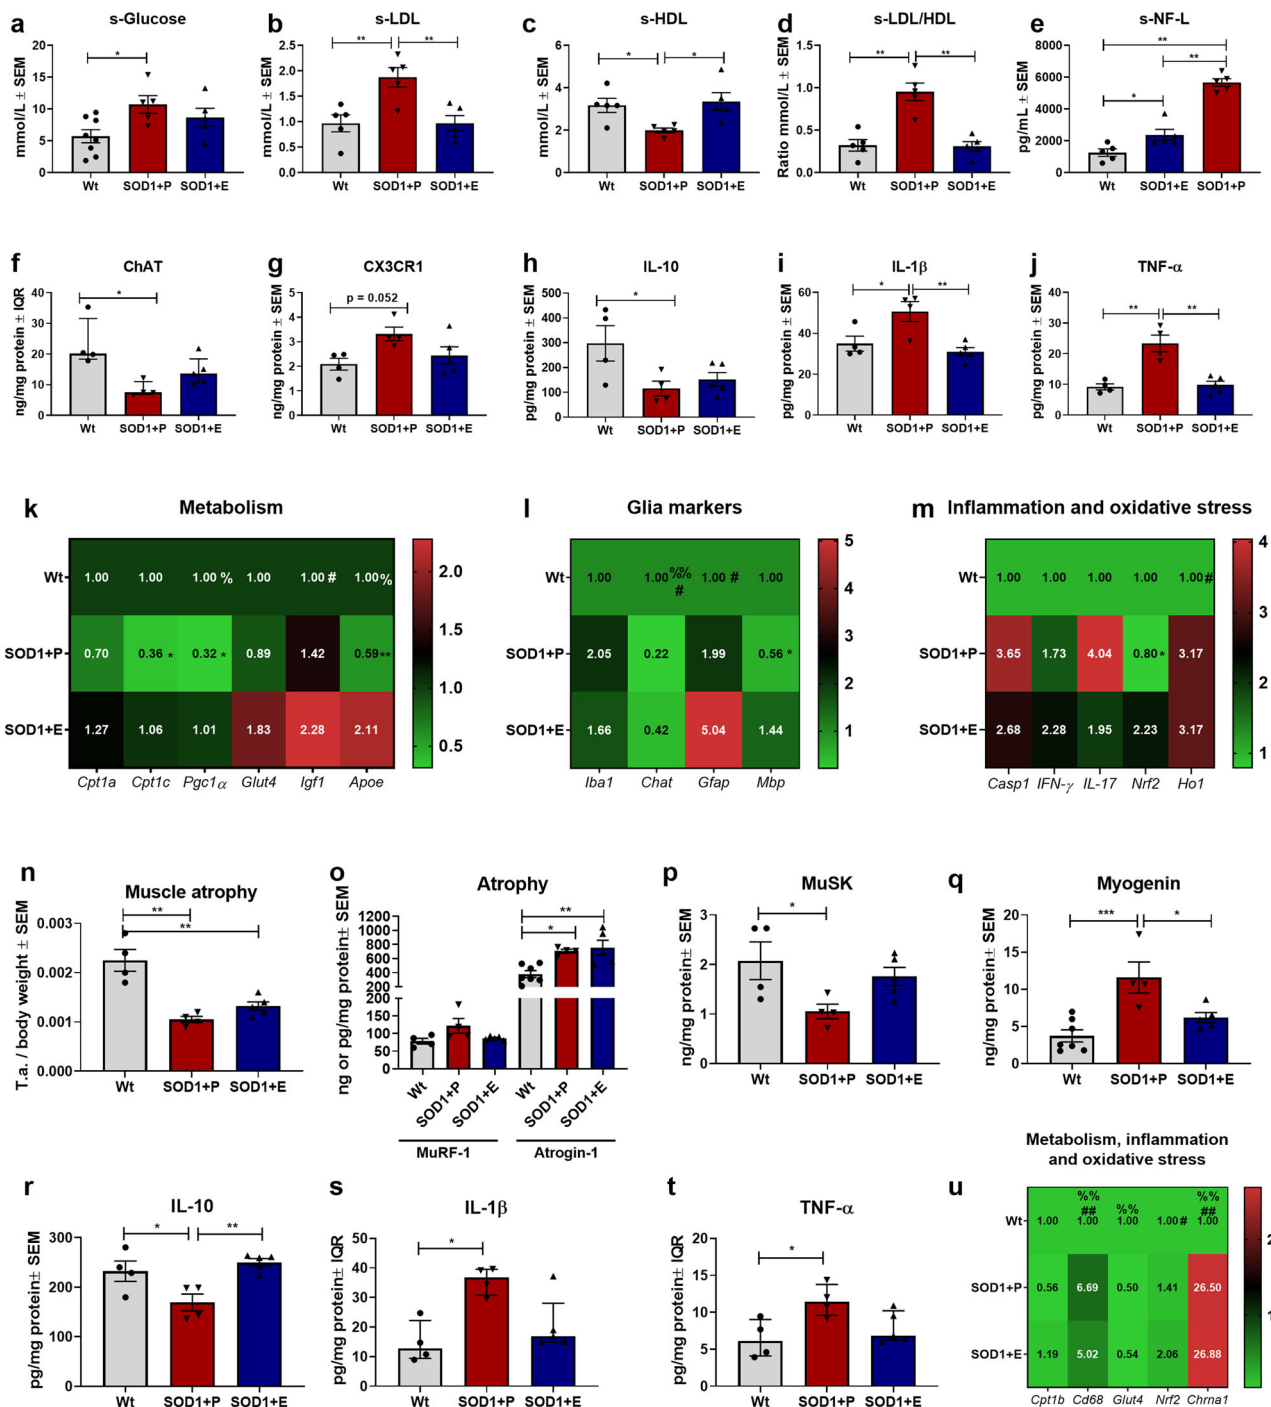 a s-Glucose
mmol/L ± SEM
20
15
10
5
0
*
Wt SOD1+P SOD1+E
b s-LDL
mmol/L ± SEM
2.5
2.0
1.5
1.0
0.5
0.0
** **
Wt SOD1+P SOD1+E
c s-HDL
mmol/L ± SEM
6
4
2
0
* *
Wt SOD1+P SOD1+E
d s-LDL/HDL
Ratio mmol/L ± SEM
1.5
1.0
0.5
0.0
** **
Wt SOD1+P SOD1+E
e s-NF-L
pg/mL ± SEM
8000
6000
4000
2000
0
**
**
*
Wt SOD1+E SOD1+P
f ChAT
ng/mg protein ± IQR
40
30
20
10
0
*
Wt SOD1+P SOD1+E
g CX3CR1
ng/mg protein ± SEM
5
4
3
2
1
0
p = 0.052
Wt SOD1+P SOD1+E
h IL-10
pg/mg protein ± SEM
500
400
300
200
100
0
*
Wt SOD1+P SOD1+E
i IL-1β
pg/mg protein ± SEM
60
40
20
0
* **
Wt SOD1+P SOD1+E
j TNF-α
pg/mg protein ± SEM
40
30
20
10
0
** **
Wt SOD1+P SOD1+E
k Metabolism
Wt 1.00 1.00 1.00 % 1.00 1.00 # 1.00 %
SOD1+P 0.70 0.36 * 0.32 * 0.89 1.42 0.59 **
SOD1+E 1.27 1.06 1.01 1.83 2.28 2.11
Cpt1a Cpt1c Pgc1α Glut4 Igf1 Apoe
2.0
1.5
1.0
0.5
l Glia markers
Wt 1.00 1.00 %% # 1.00 # 1.00
SOD1+P 2.05 0.22 1.99 0.56 *
SOD1+E 1.66 0.42 5.04 1.44
Iba1 Chat Gfap Mbp
5
4
3
2
1
m Inflammation and oxidative stress
Wt 1.00 1.00 1.00 1.00 1.00 #
SOD1+P 3.65 1.73 4.04 0.80 * 3.17
SOD1+E 2.68 2.28 1.95 2.23 3.17
Casp1 IFN-γ IL-17 Nrf2 Ho1
4
3
2
1
n Muscle atrophy
T.a. / body weight ± SEM
0.003
0.002
0.001
0.000
**
**
Wt SOD1+P SOD1+E
o Atrophy
ng or pg/mg protein± SEM
1200
1000
800
600
400
200
200
150
100
50
0
**
*
Wt SOD1+P SOD1+E Wt SOD1+P SOD1+E
MuRF-1 Atrogin-1
p MuSK
ng/mg protein± SEM
3
2
1
0
*
Wt SOD1+P SOD1+E
q Myogenin
ng/mg protein± SEM
20
15
10
5
0
*** *
Wt SOD1+P SOD1+E
r IL-10
pg/mg protein± SEM
300
200
100
0
* **
Wt SOD1+P SOD1+E
s IL-1β
pg/mg protein± IQR
50
40
30
20
10
0
*
Wt SOD1+P SOD1+E
t TNF-α
pg/mg protein± IQR
20
15
10
5
0
*
Wt SOD1+P SOD1+E
Metabolism, inflammation
and oxidative stress
u
%% %%
## %% ##
Wt 1.00 1.00 1.00 1.00 # 1.00
SOD1+P 0.56 6.69 0.50 1.41 26.50
SOD1+E 1.19 5.02 0.54 2.06 26.88
Cpt1b Cd68 Glut4 Nrf2 Chrna1